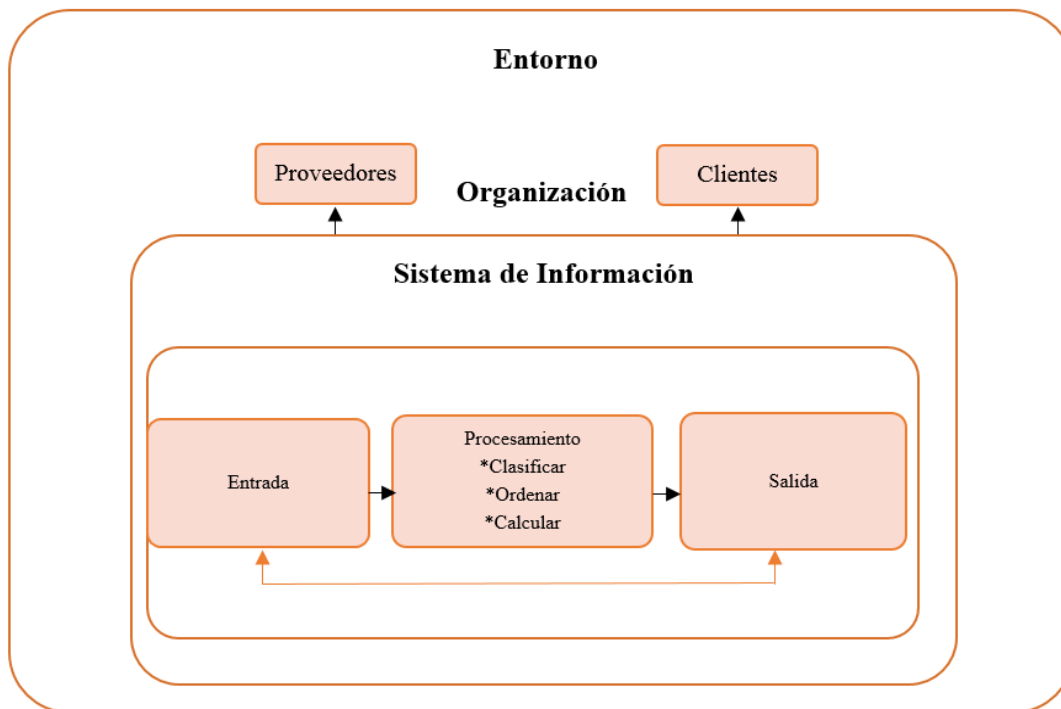 Entorno
Proveedores
Clientes
Organización
Sistema de Información
Entrada
Procesamiento
*Clasificar
*Ordenar
*Calcular
Salida